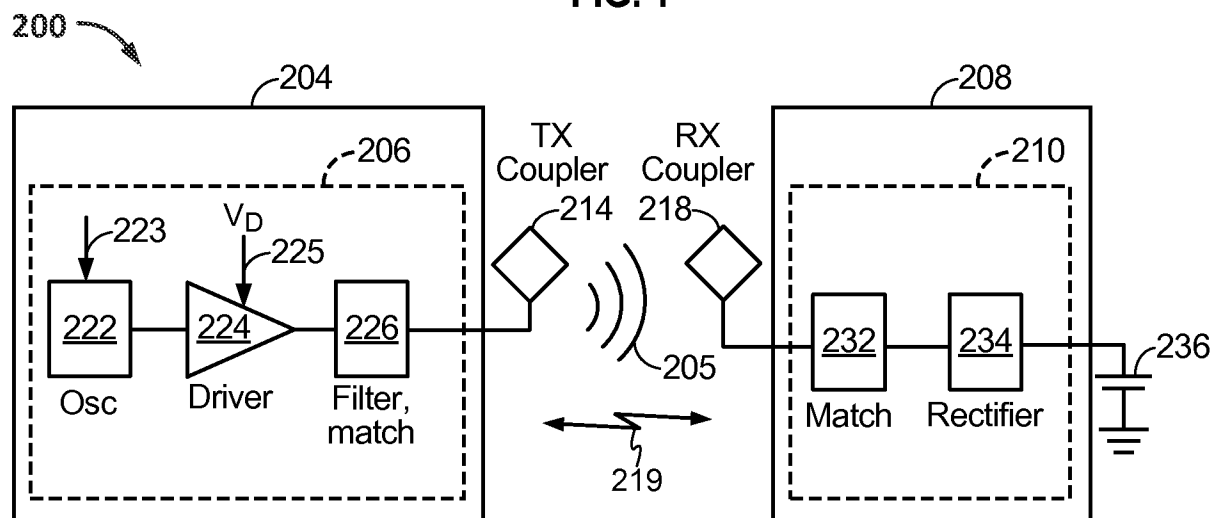 FIG. 1
200
204
208
TX
Coupler
RX
Coupler
206
210
214
218
223
VD
225
222
224
226
232
234
236
205
Osc
Driver
Filter,
match
Match
Rectifier
219